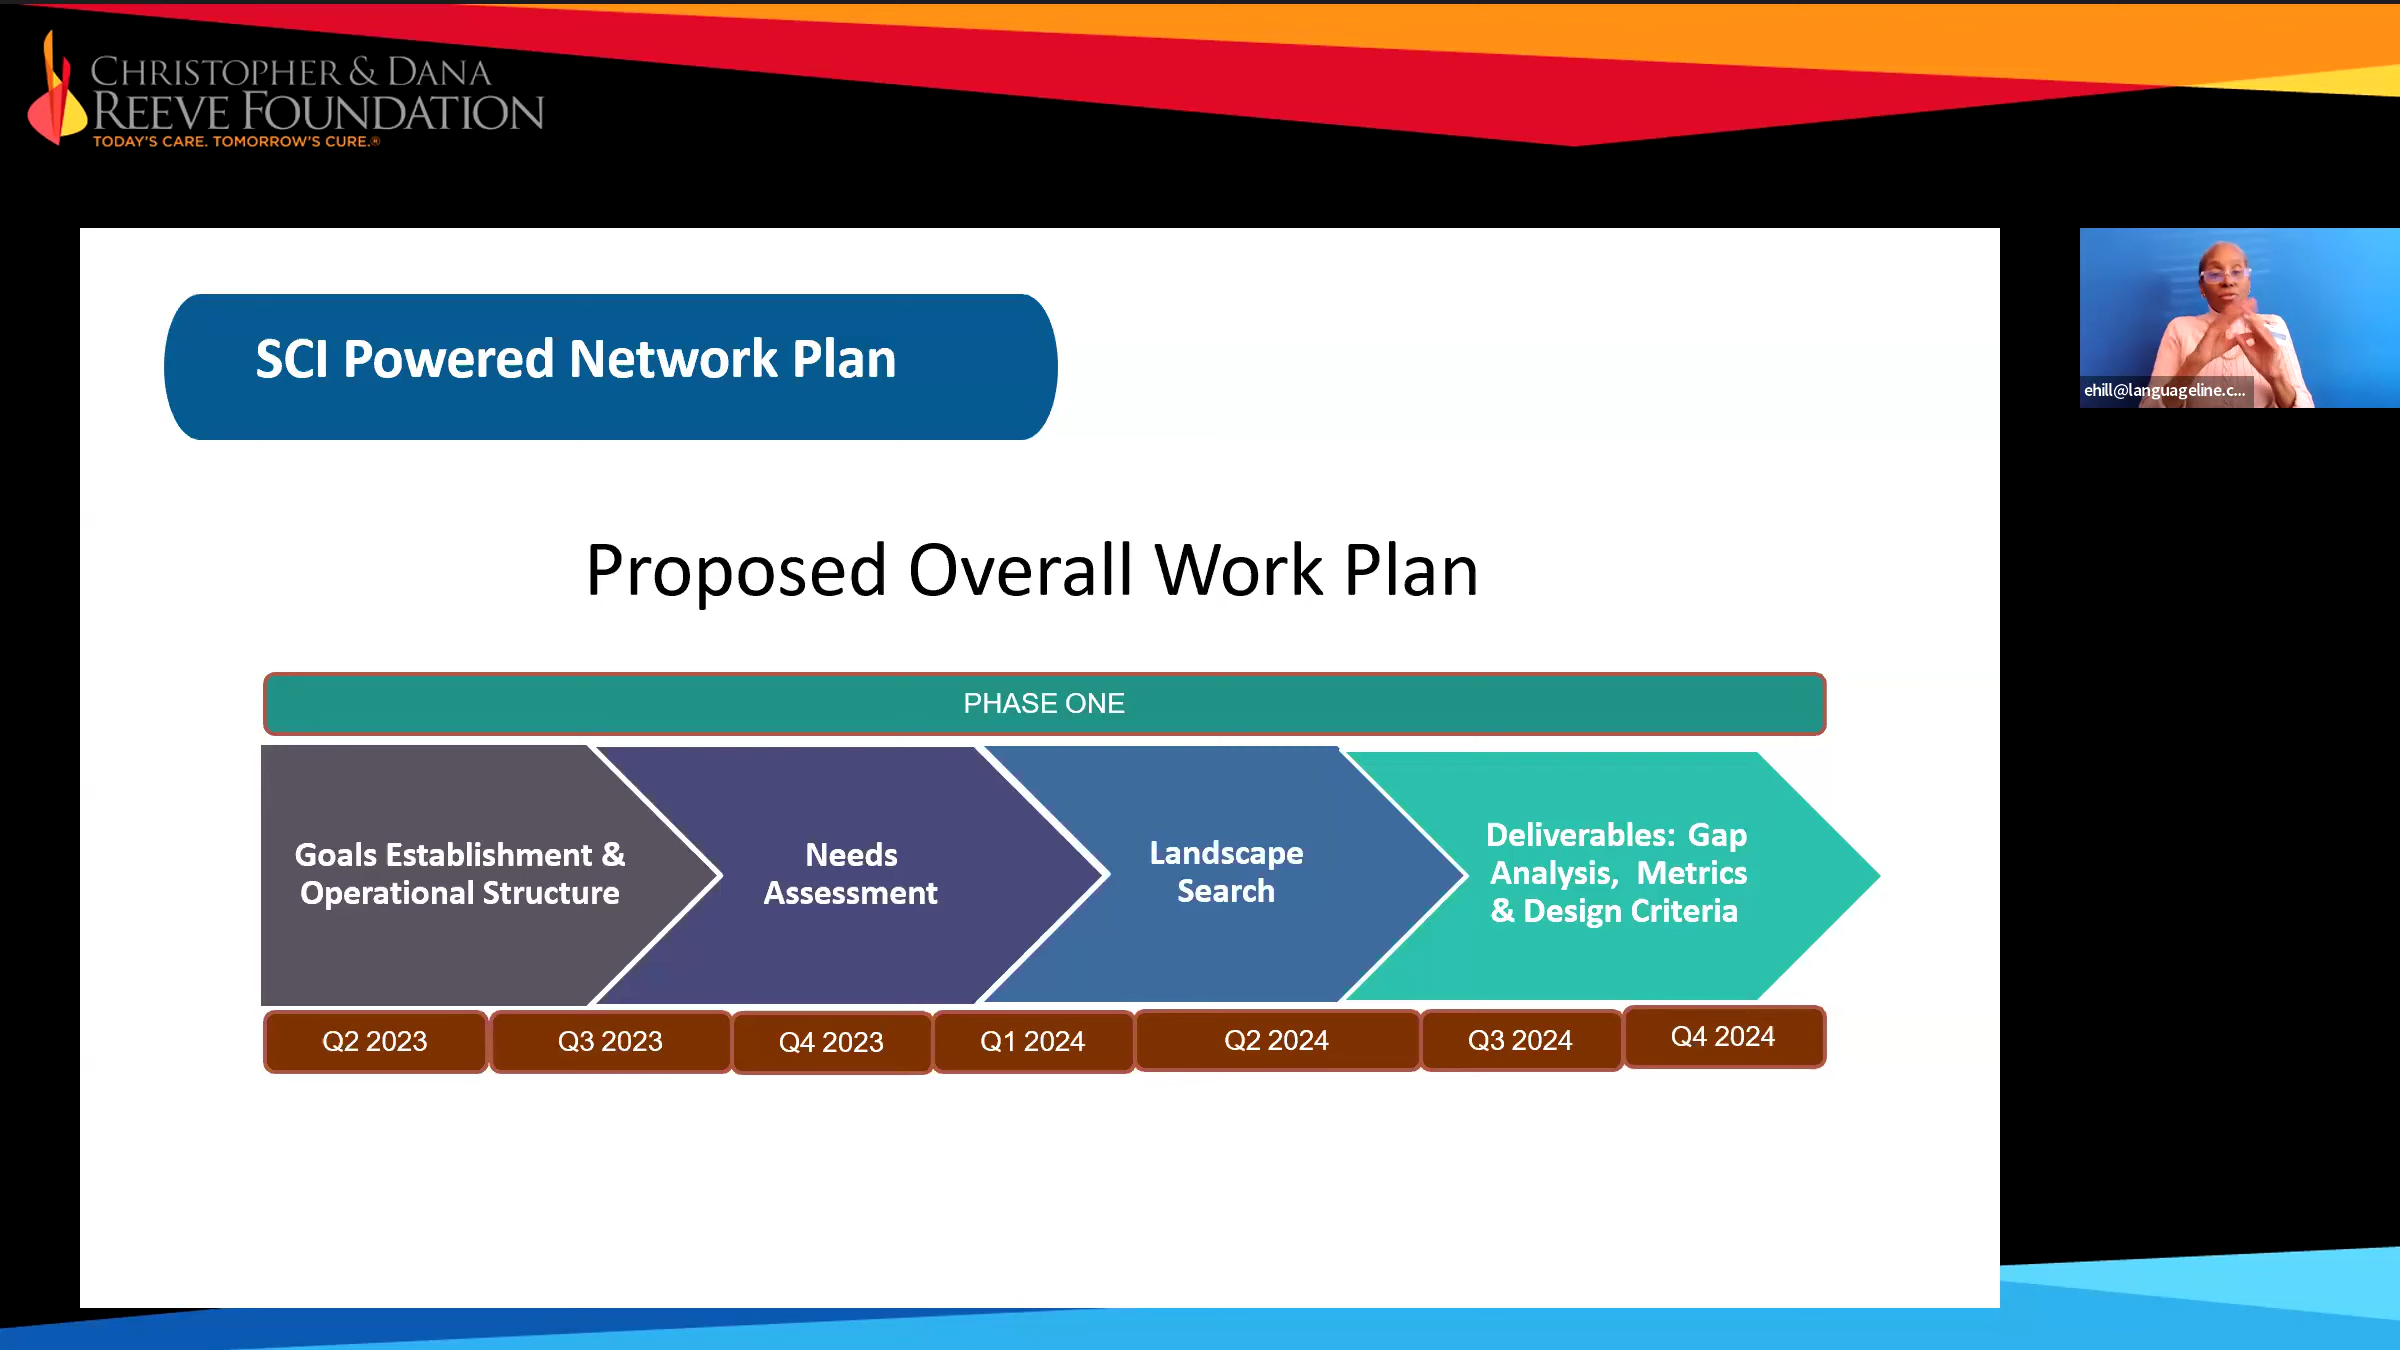 CHRISTOPHER & DANA
REEVE FOUNDATION
TODAY'S CARE. TOMORROW'S CURE.®
SCI Powered Network Plan
ehill@languageline.c...
Proposed Overall Work Plan
PHASE ONE
Goals Establishment &
Operational Structure
Needs
Assessment
Landscape
Search
Deliverables: Gap
Analysis, Metrics
& Design Criteria
Q2 2023
Q3 2023
Q4 2023
Q1 2024
Q2 2024
Q3 2024
Q4 2024